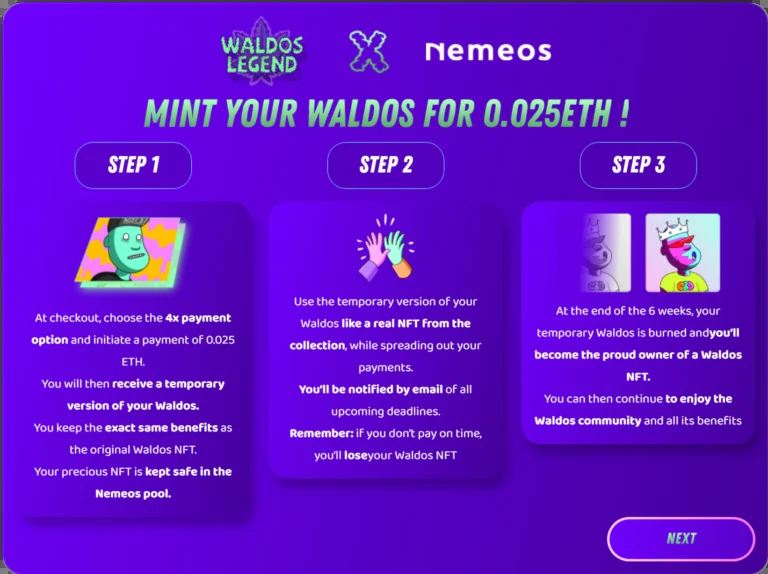 WALDOS
LEGEND
X
Nemeos
MINT YOUR WALDOS FOR 0.025ETH !
STEP 1
At checkout, choose the 4x payment
option and initiate a payment of 0.025
ETH.
You will then receive a temporary
version of your Waldos.
You keep the exact same benefits as
the original Waldos NFT.
Your precious NFT is kept safe in the
Nemeos pool.
STEP 2
Use the temporary version of your
Waldos like a real NFT from the
collection, while spreading out your
payments.
You'll be notified by email of all
upcoming deadlines.
Remember: if you don't pay on time,
you'll loseyour Waldos NFT
STEP 3
At the end of the 6 weeks, your
temporary Waldos is burned andyou'll
become the proud owner of a Waldos
NFT.
You can then continue to enjoy the
Waldos community and all its benefits
NEXT